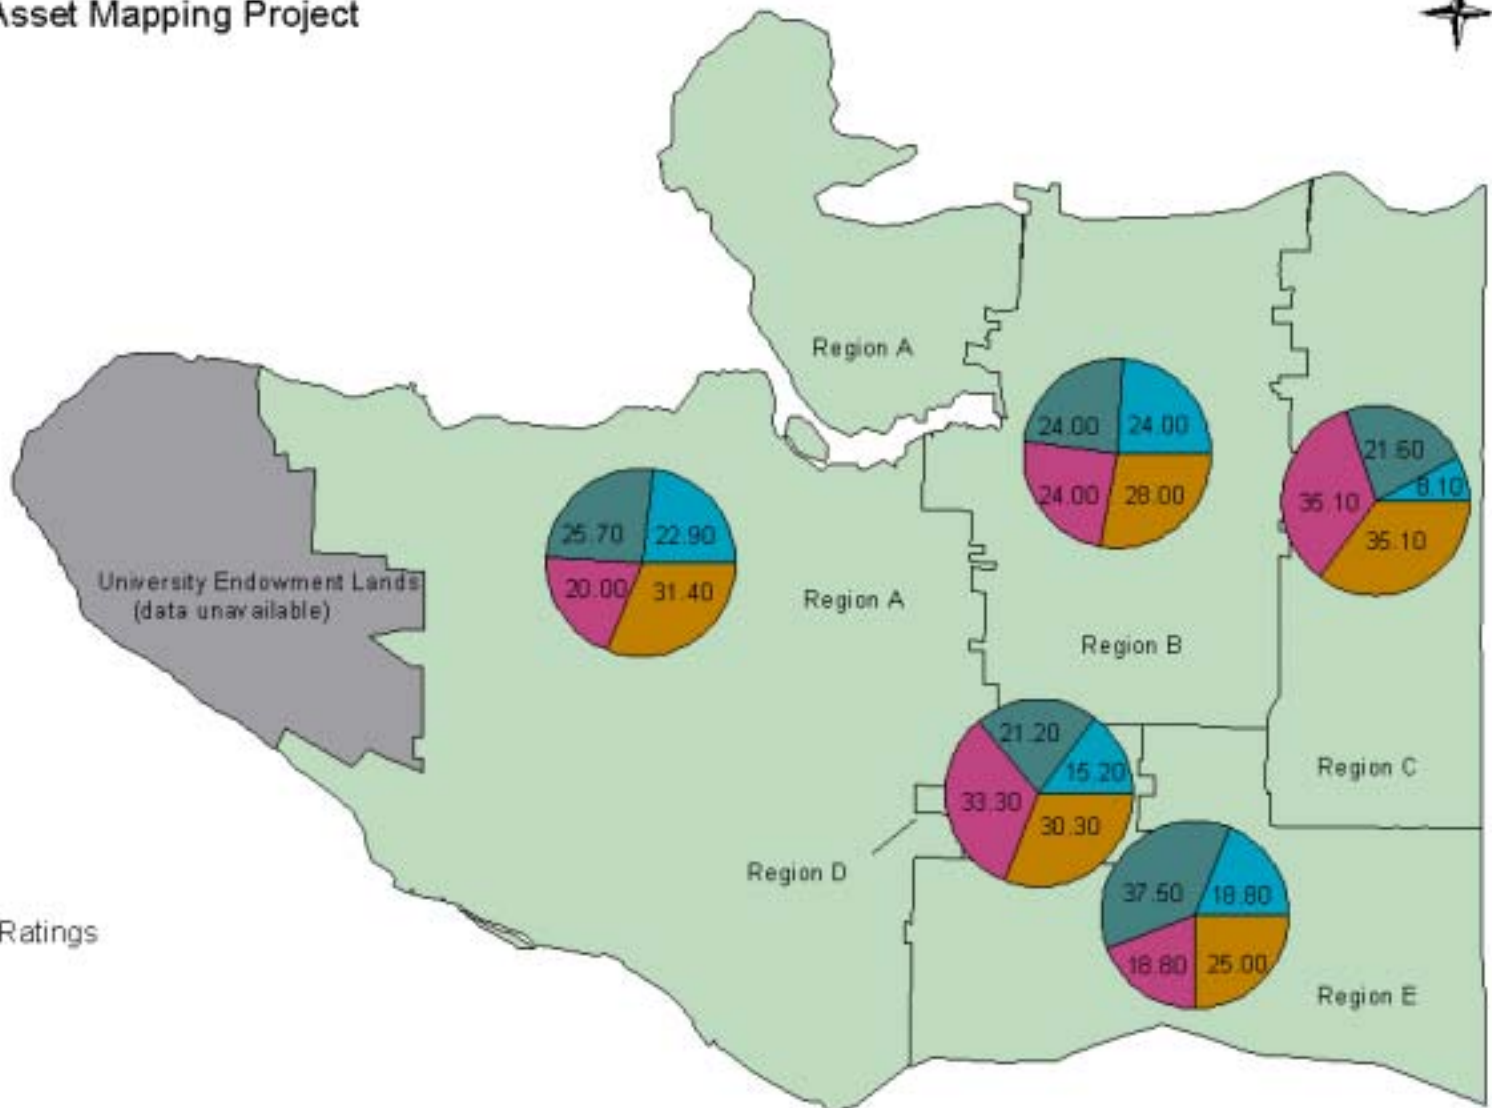 Asset Mapping Project
Region A
24.00 24.00
24.00 28.00
21.60
8.10
35.10
35.10
25.70 22.90
20.00 31.40
University Endowment Lands
(data unavailable)
Region A
Region B
21.20
15.20
33.30
30.30
Region C
Region D
37.50 18.80
18.80 25.00
Ratings
Region E